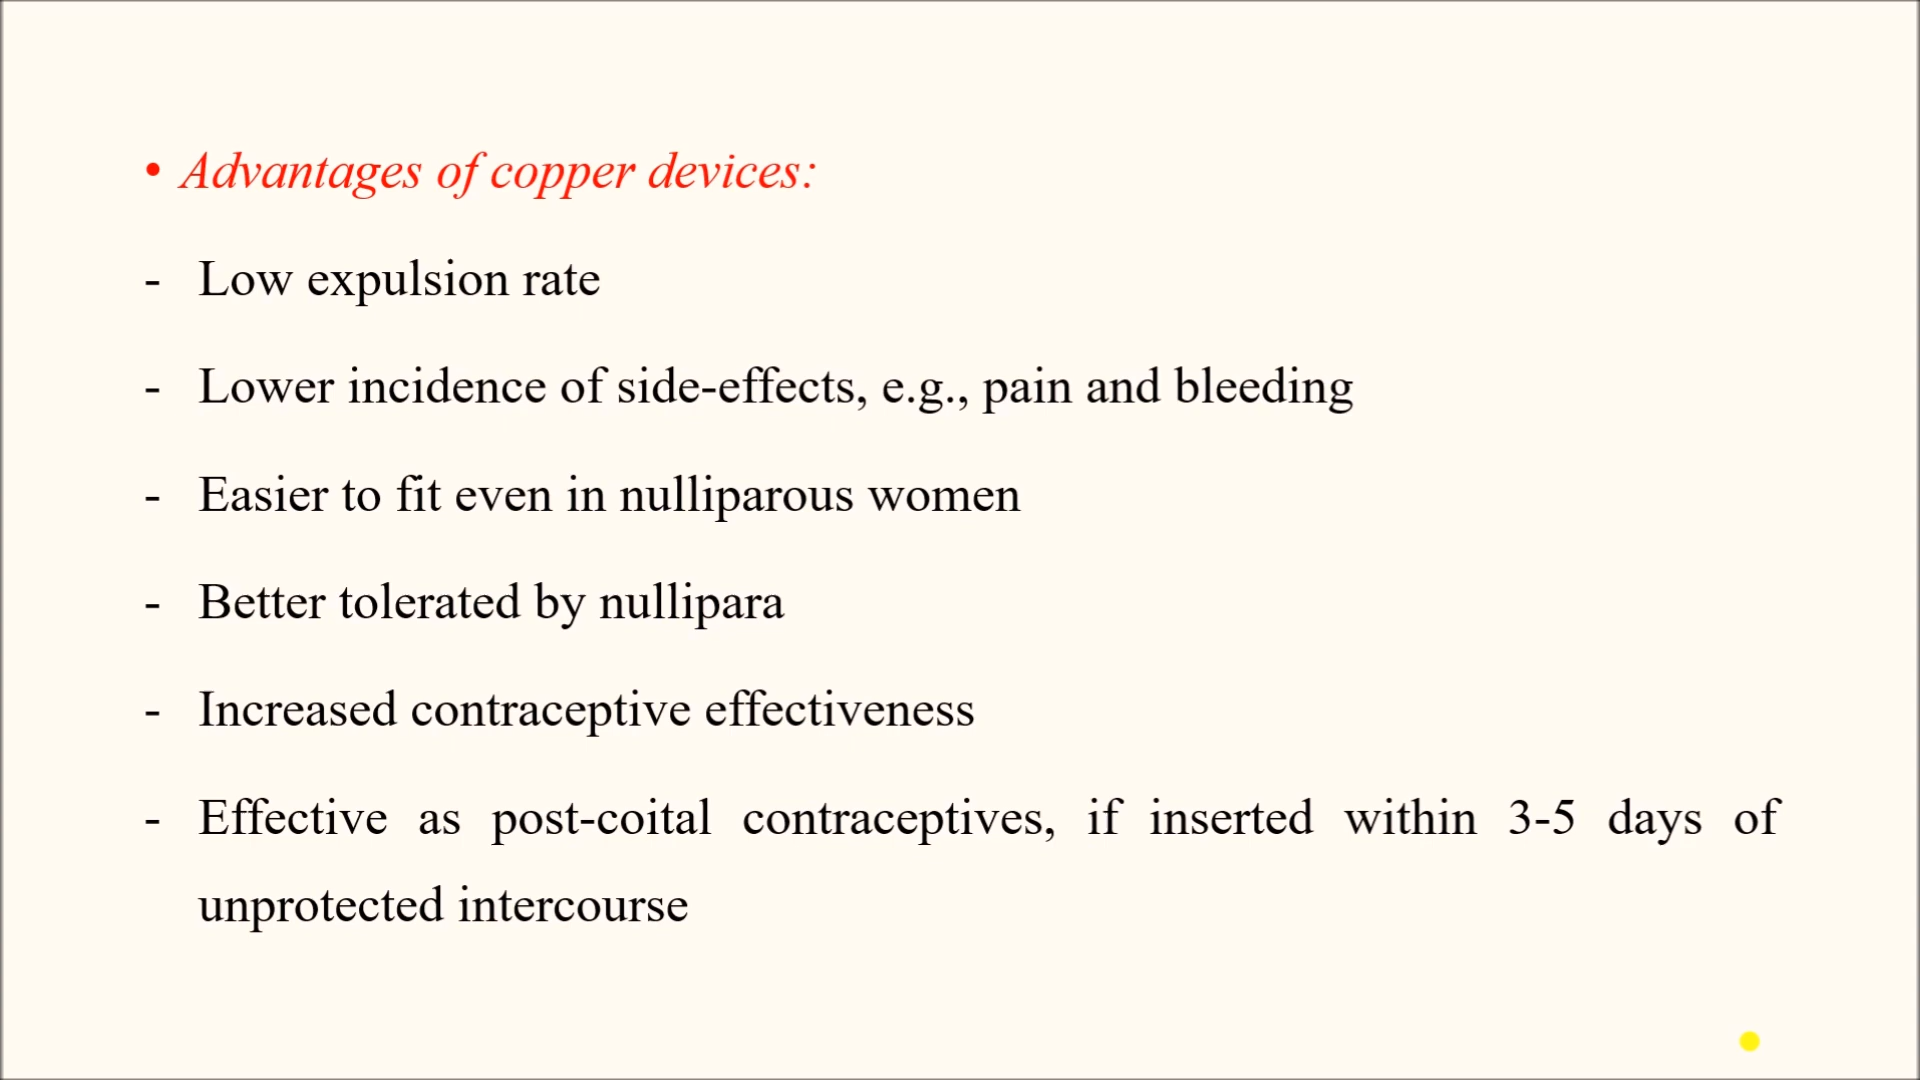 • Advantages of copper devices:
- Low expulsion rate
- Lower incidence of side-effects, e.g., pain and bleeding
- Easier to fit even in nulliparous women
- Better tolerated by nullipara
- Increased contraceptive effectiveness
- Effective as post-coital contraceptives, if inserted within 3-5 days of
unprotected intercourse